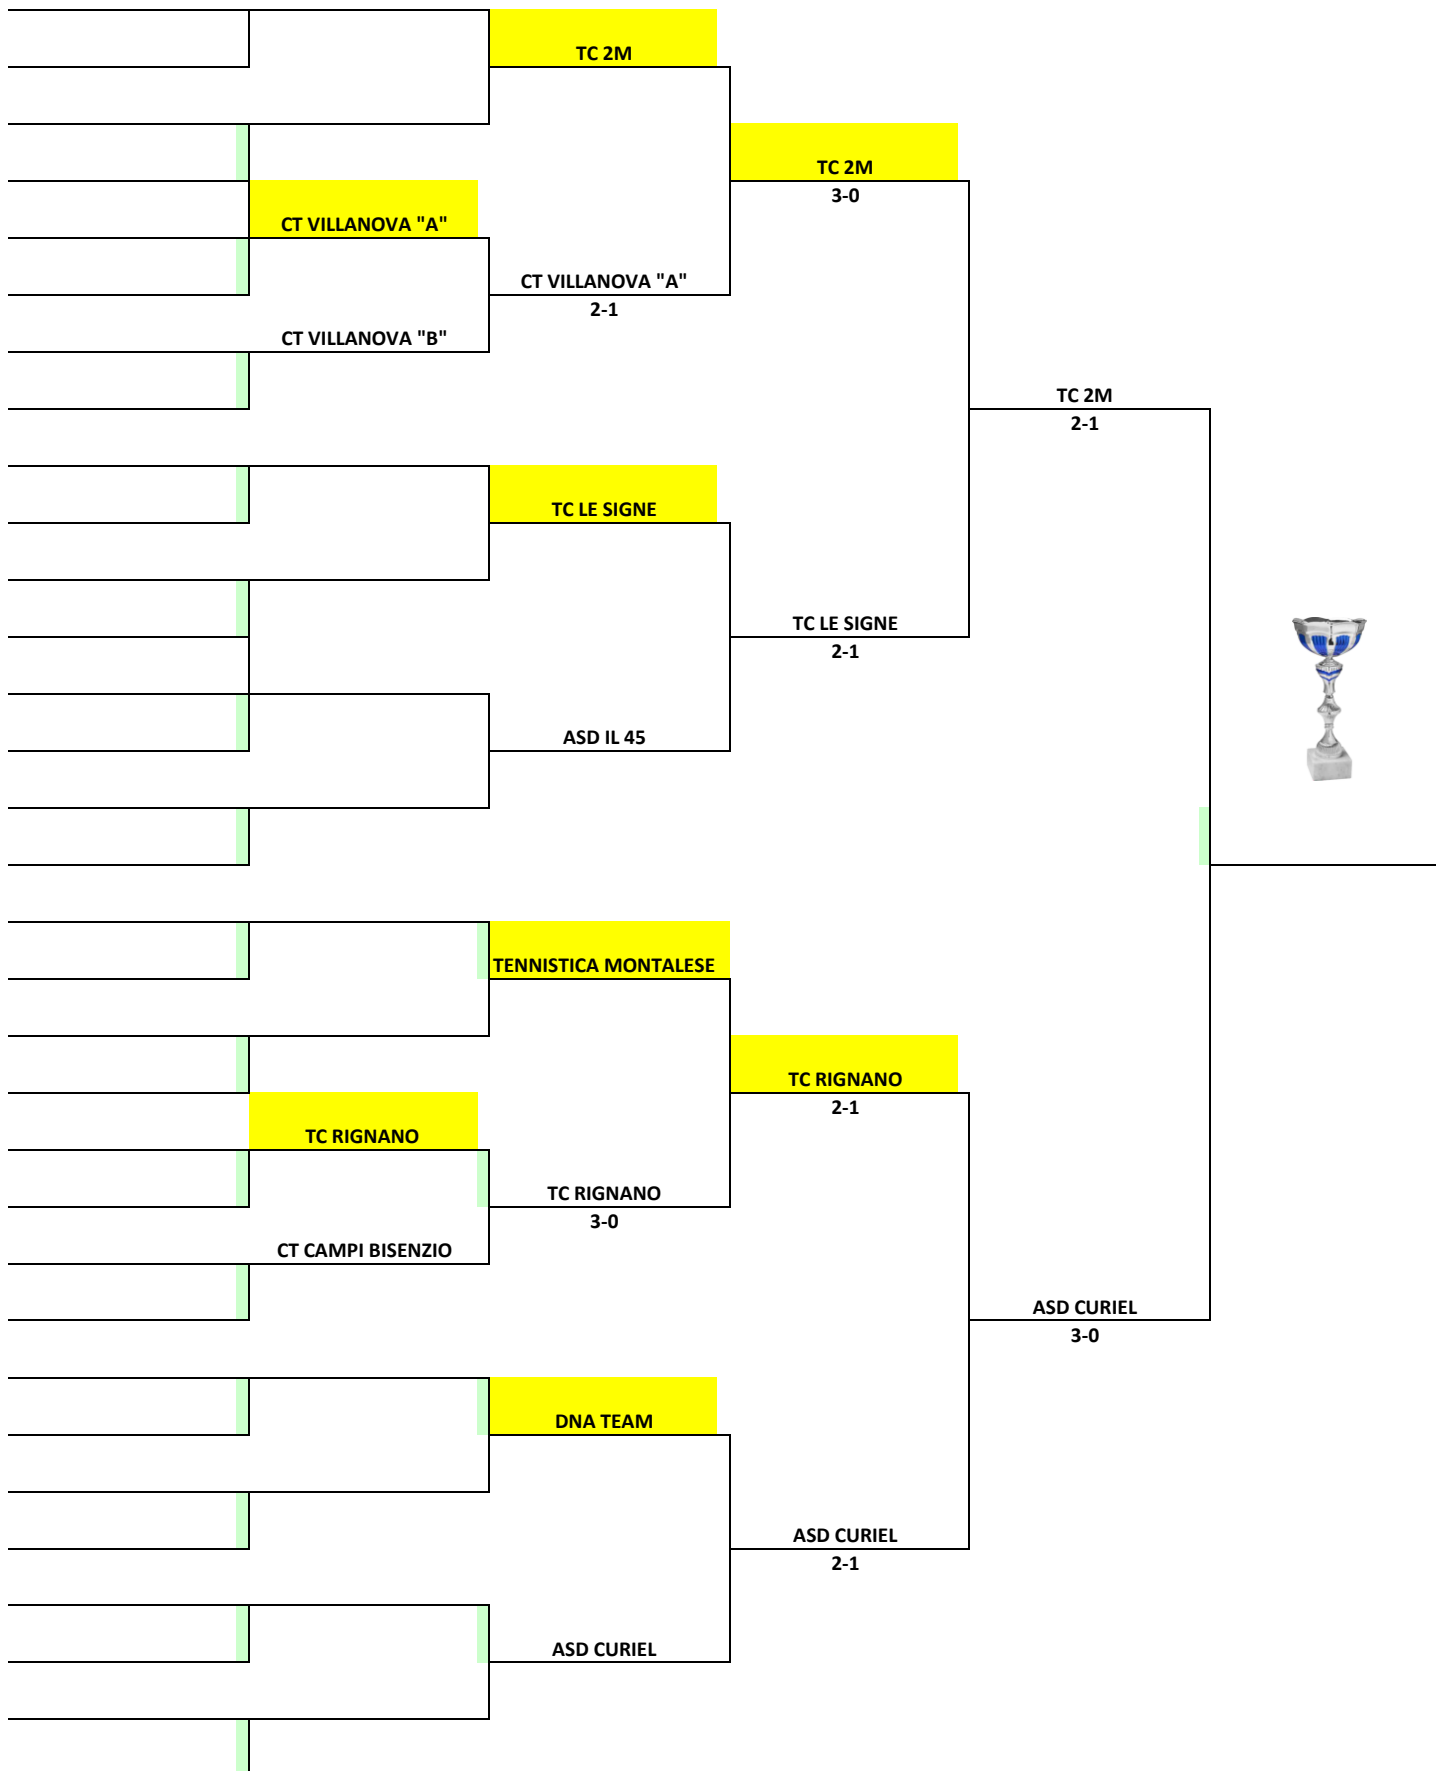 TC 2M
TC 2M
3-0
CT VILLANOVA "A"
CT VILLANOVA "A"
2-1
CT VILLANOVA "B"
TC 2M
2-1
TC LE SIGNE
TC LE SIGNE
2-1
ASD IL 45
TENNISTICA MONTALESE
TC RIGNANO
2-1
TC RIGNANO
TC RIGNANO
3-0
CT CAMPI BISENZIO
ASD CURIEL
3-0
DNA TEAM
ASD CURIEL
2-1
ASD CURIEL